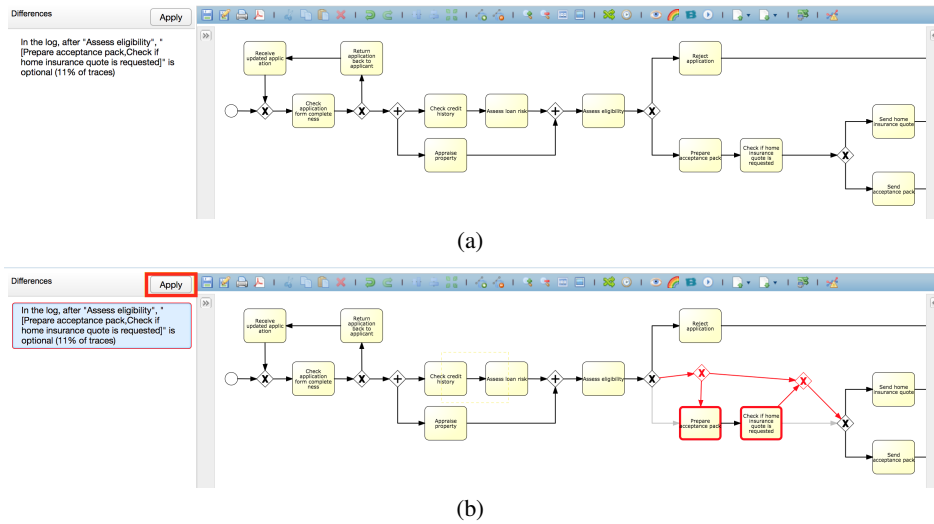 Differences
Apply
In the log, after "Assess eligibility", "
[Prepare acceptance pack,Check if
home insurance quote is requested]" is
optional (11% of traces)
Receive
updated applic
ation
Return
application
back to
applicant
Check
application
form complete
ness
Check credit
history
Assess loan risk
Appraise
property
Assess eligibility
Reject
application
Prepare
acceptance pack
Check if home
insurance
quote is
requested
Send home
insurance quote
Send
acceptance pack
(a)
Differences
Apply
In the log, after "Assess eligibility", "
[Prepare acceptance pack,Check if
home insurance quote is requested]" is
optional (11% of traces)
Receive
updated applic
ation
Return
application
back to
applicant
Check
application
form complete
ness
Check credit
history
Assess loan risk
Appraise
property
Assess eligibility
Reject
application
Prepare
acceptance pack
Check if home
insurance
quote is
requested
Send home
insurance quote
Send
acceptance pack
(b)